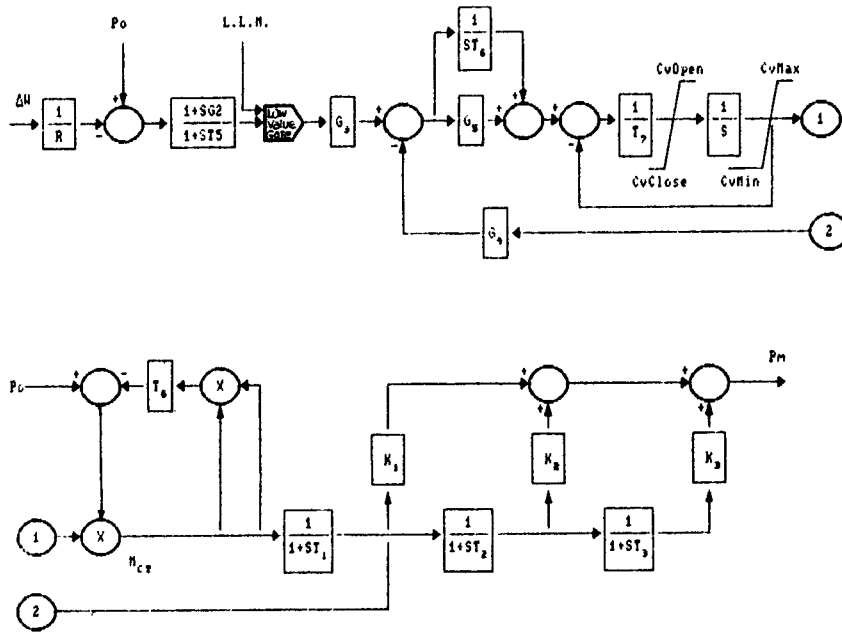 Po
L.L.M.
CvOpen
CvMax
ΔW
1
R
+
-
1+SG2
1+ST5
LOW
VALUE
GATE
G₃
+
-
1
ST₆
G₅
+
+
+
-
1
T₇
CvClose
1
S
CvMin
1
G₄
2
+
-
T₈
X
+
+
+
+
Pm
K₁
K₂
K₃
1
X
1
1+ST₁
1
1+ST₂
1
1+ST₃
2